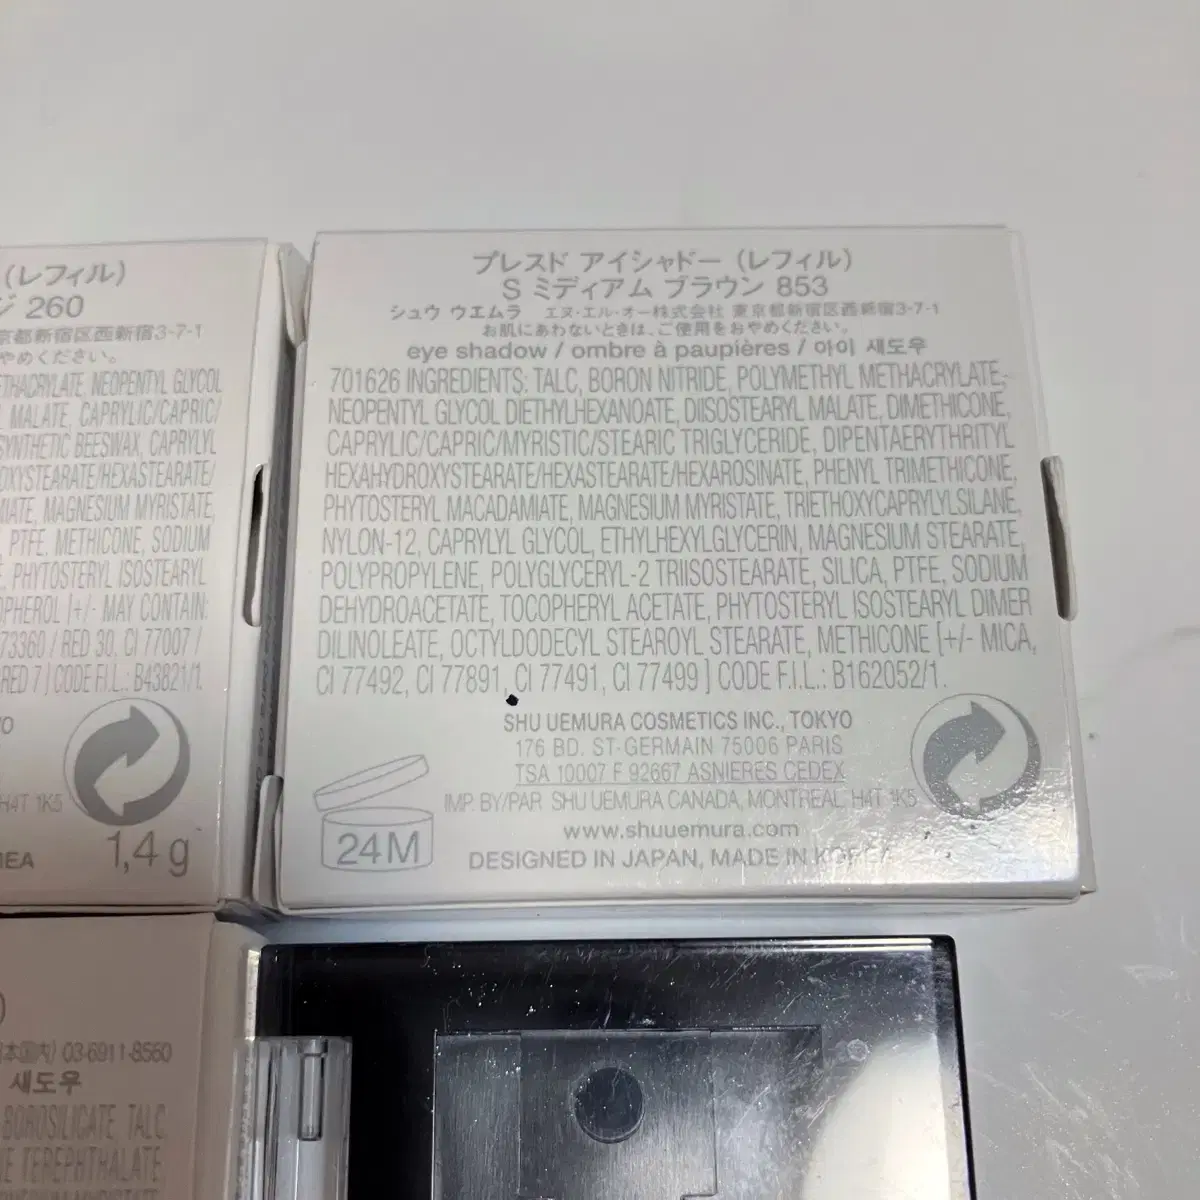 (レフィル)
260
京都新宿区西新宿3-7-1
やめください。
METHACRYLATE, NEOPENTYL GLYCOL
MALATE, CAPRYLIC/CAPRIC/
SYNTHETIC BEESWAX, CAPRYLYL
OXYSTEARATE/HEXASTEARATE/
MIATE, MAGNESIUM MYRISTATE,
PTFE, METHICONE, SODIUM
PHYTOSTERYL ISOSTEARYL
OPHEROL [+/- MAY CONTAIN:
73360 / RED 30, CI 77007 /
RED 7 ] CODE F.I.L.: B43821/1.
H4T 1K5
1,4 g
プレスド アイシャドー (レフィル)
S ミディアム ブラウン 853
シュウ ウエムラ エヌ・エル・オー株式会社 東京都新宿区西新宿3-7-1
お肌にあわないときは、ご使用をおやめください。
eye shadow / ombre à paupières / 아이 섀도우
701626 INGREDIENTS: TALC, BORON NITRIDE, POLYMETHYL METHACRYLATE,
NEOPENTYL GLYCOL DIETHYLHEXANOATE, DIISOSTEARYL MALATE, DIMETHICONE,
CAPRYLIC/CAPRIC/MYRISTIC/STEARIC TRIGLYCERIDE, DIPENTAERYTHRITYL
HEXAHYDROXYSTEARATE/HEXASTEARATE/HEXAROSINATE, PHENYL TRIMETHICONE,
PHYTOSTERYL MACADAMIATE, MAGNESIUM MYRISTATE, TRIETHOXYCAPRYLYLSILANE,
NYLON-12, CAPRYLYL GLYCOL, ETHYLHEXYLGLYCERIN, MAGNESIUM STEARATE,
POLYPROPYLENE, POLYGLYCERYL-2 TRIISOSTEARATE, SILICA, PTFE, SODIUM
DEHYDROACETATE, TOCOPHERYL ACETATE, PHYTOSTERYL ISOSTEARYL DIMER
DILINOLEATE, OCTYLDODECYL STEAROYL STEARATE, METHICONE [+/- MICA,
CI 77492, CI 77891, CI 77491, CI 77499 ] CODE F.I.L.: B162052/1.
SHU UEMURA COSMETICS INC., TOKYO
176 BD. ST-GERMAIN 75006 PARIS
TSA 10007 F 92667 ASNIERES CEDEX
IMP. BY/PAR SHU UEMURA CANADA, MONTREAL, H4T 1K5
www.shuuemura.com
DESIGNED IN JAPAN, MADE IN KOREA
24M
03-6911-8560
섀도우
BOROSILICATE, TALC,
TEREPHTHALATE,
MYRISTATE,